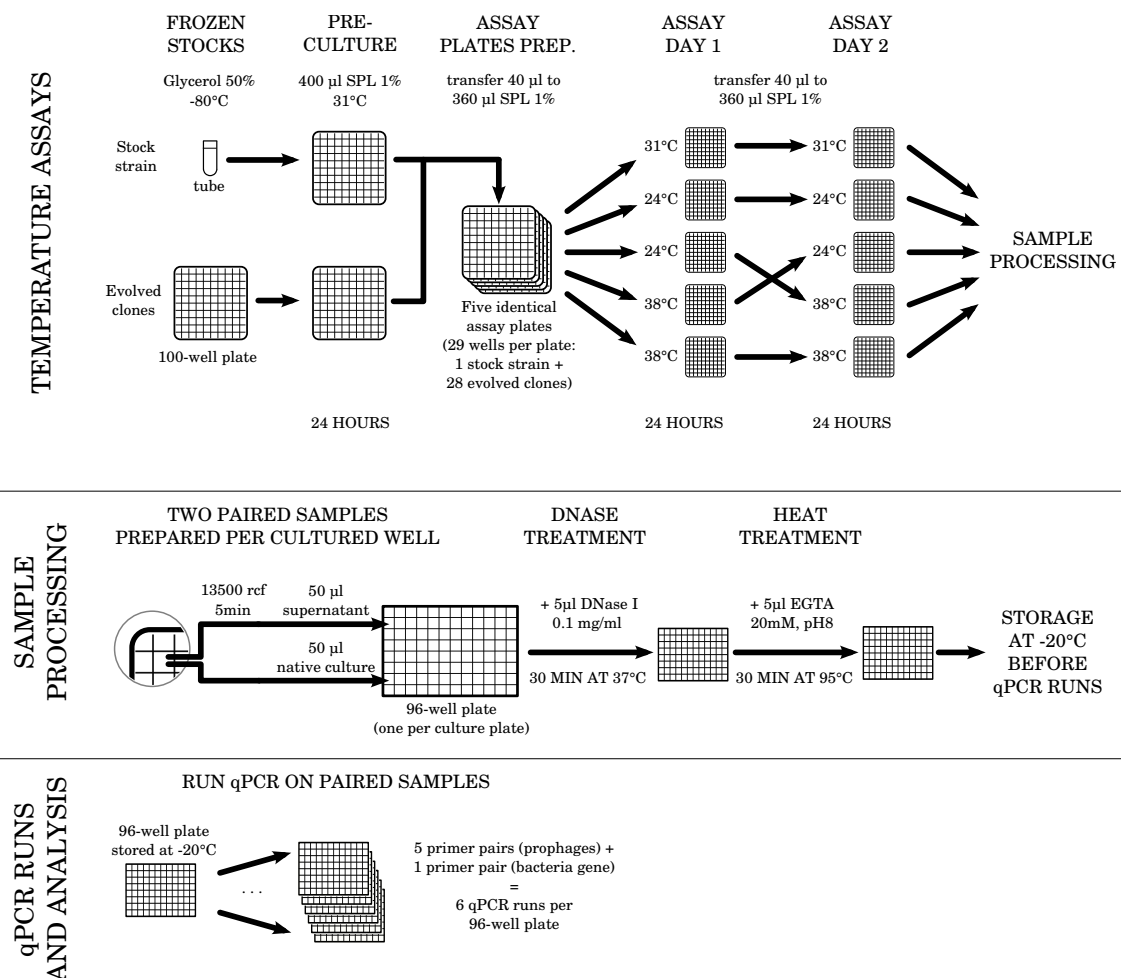 TEMPERATURE ASSAYS
FROZEN
STOCKS
PRE-
CULTURE
ASSAY
PLATES PREP.
ASSAY
DAY 1
ASSAY
DAY 2
Glycerol 50%
-80°C
400 µl SPL 1%
31°C
transfer 40 µl to
360 µl SPL 1%
transfer 40 µl to
360 µl SPL 1%
Stock
strain
tube
Evolved
clones
100-well plate
Five identical
assay plates
(29 wells per plate:
1 stock strain +
28 evolved clones)
31°C
31°C
24°C
24°C
24°C
24°C
38°C
38°C
38°C
38°C
SAMPLE
PROCESSING
24 HOURS
24 HOURS
24 HOURS
SAMPLE
PROCESSING
TWO PAIRED SAMPLES
PREPARED PER CULTURED WELL
DNASE
TREATMENT
HEAT
TREATMENT
13500 rcf
5min
50 µl
supernatant
50 µl
native culture
96-well plate
(one per culture plate)
+ 5µl DNase I
0.1 mg/ml
30 MIN AT 37°C
+ 5µl EGTA
20mM, pH8
30 MIN AT 95°C
STORAGE
AT -20°C
BEFORE
qPCR RUNS
qPCR RUNS
AND ANALYSIS
RUN qPCR ON PAIRED SAMPLES
96-well plate
stored at -20°C
. . .
5 primer pairs (prophages) +
1 primer pair (bacteria gene)
=
6 qPCR runs per
96-well plate